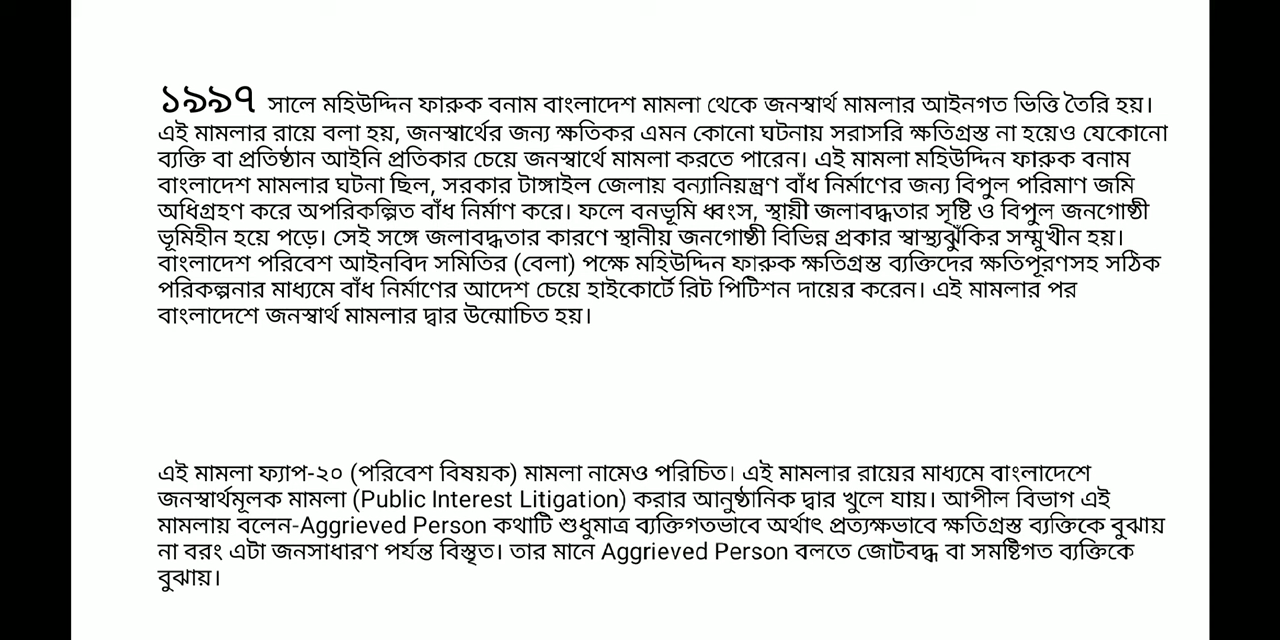 ১৯৯৭ সালে মহিউদ্দিন ফারুক বনাম বাংলাদেশ মামলা থেকে জনস্বার্থ মামলার আইনগত ভিত্তি তৈরি হয়।
এই মামলার রায়ে বলা হয়, জনস্বার্থের জন্য ক্ষতিকর এমন কোনো ঘটনায় সরাসরি ক্ষতিগ্রস্ত না হয়েও যেকোনো
ব্যক্তি বা প্রতিষ্ঠান আইনি প্রতিকার চেয়ে জনস্বার্থে মামলা করতে পারেন। এই মামলা মহিউদ্দিন ফারুক বনাম
বাংলাদেশ মামলার ঘটনা ছিল, সরকার টাঙ্গাইল জেলায় বন্যানিয়ন্ত্রণ বাঁধ নির্মাণের জন্য বিপুল পরিমাণ জমি
অধিগ্রহণ করে অপরিকল্পিত বাঁধ নির্মাণ করে। ফলে বনভূমি ধ্বংস, স্থায়ী জলাবদ্ধতার সৃষ্টি ও বিপুল জনগোষ্ঠী
ভূমিহীন হয়ে পড়ে। সেই সঙ্গে জলাবদ্ধতার কারণে স্থানীয় জনগোষ্ঠী বিভিন্ন প্রকার স্বাস্থ্যঝুঁকির সম্মুখীন হয়।
বাংলাদেশ পরিবেশ আইনবিদ সমিতির (বেলা) পক্ষে মহিউদ্দিন ফারুক ক্ষতিগ্রস্ত ব্যক্তিদের ক্ষতিপূরণসহ সঠিক
পরিকল্পনার মাধ্যমে বাঁধ নির্মাণের আদেশ চেয়ে হাইকোর্টে রিট পিটিশন দায়ের করেন। এই মামলার পর
বাংলাদেশে জনস্বার্থ মামলার দ্বার উন্মোচিত হয়।
এই মামলা ফ্যাপ-২০ (পরিবেশ বিষয়ক) মামলা নামেও পরিচিত। এই মামলার রায়ের মাধ্যমে বাংলাদেশে
জনস্বার্থমূলক মামলা (Public Interest Litigation) করার আনুষ্ঠানিক দ্বার খুলে যায়। আপীল বিভাগ এই
মামলায় বলেন-Aggrieved Person কথাটি শুধুমাত্র ব্যক্তিগতভাবে অর্থাৎ প্রত্যক্ষভাবে ক্ষতিগ্রস্ত ব্যক্তিকে বুঝায়
না বরং এটা জনসাধারণ পর্যন্ত বিস্তৃত। তার মানে Aggrieved Person বলতে জোটবদ্ধ বা সমষ্টিগত ব্যক্তিকে
বুঝায়।